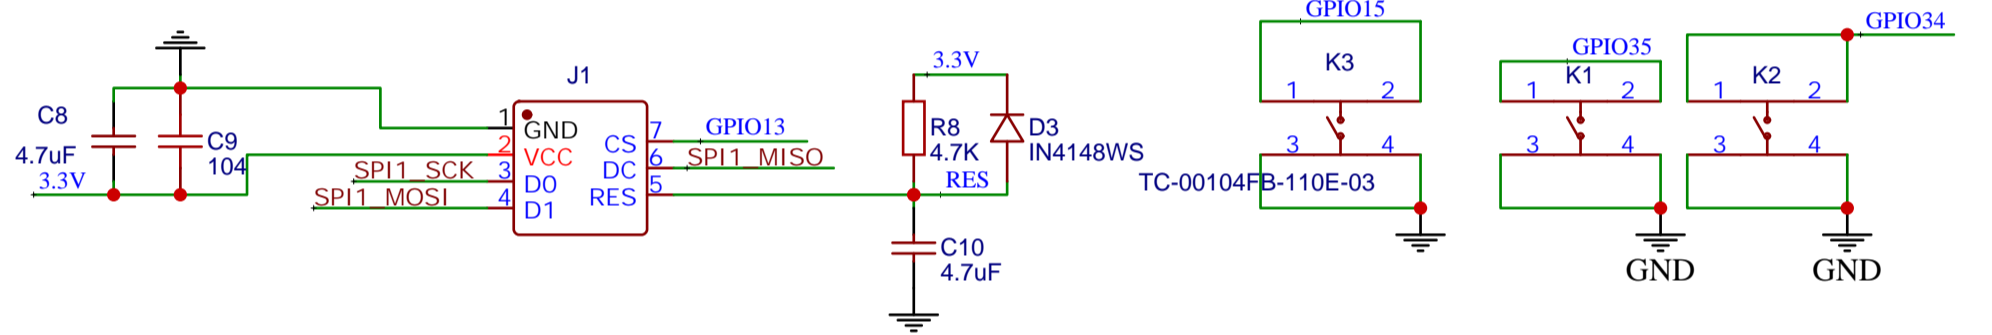 C8
4.7uF
3.3V
C9
104
SPI1_SCK
SPI1_MOSI
J1
1
2
3
4
GND
VCC
D0
D1
CS
DC
RES
7
6
5
GPIO13
SPI1_MISO
3.3V
R8
4.7K
D3
IN4148WS
RES
C10
4.7uF
GPIO15
K3
1 2
3 4
TC-00104FB-110E-03
GPIO35
K1
1 2
3 4
GND
GPIO34
K2
1 2
3 4
GND